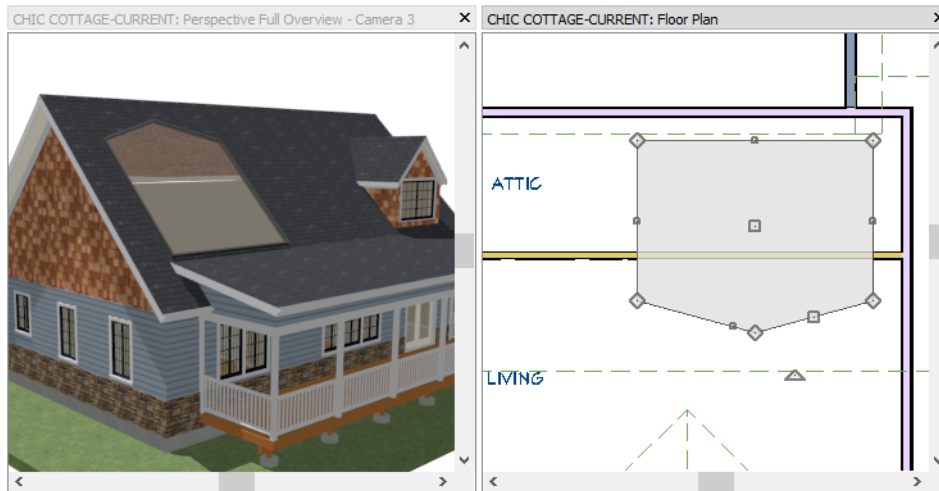 CHIC COTTAGE-CURRENT: Perspective Full Overview - Camera 3
CHIC COTTAGE-CURRENT: Floor Plan
ATTIC
LIVING